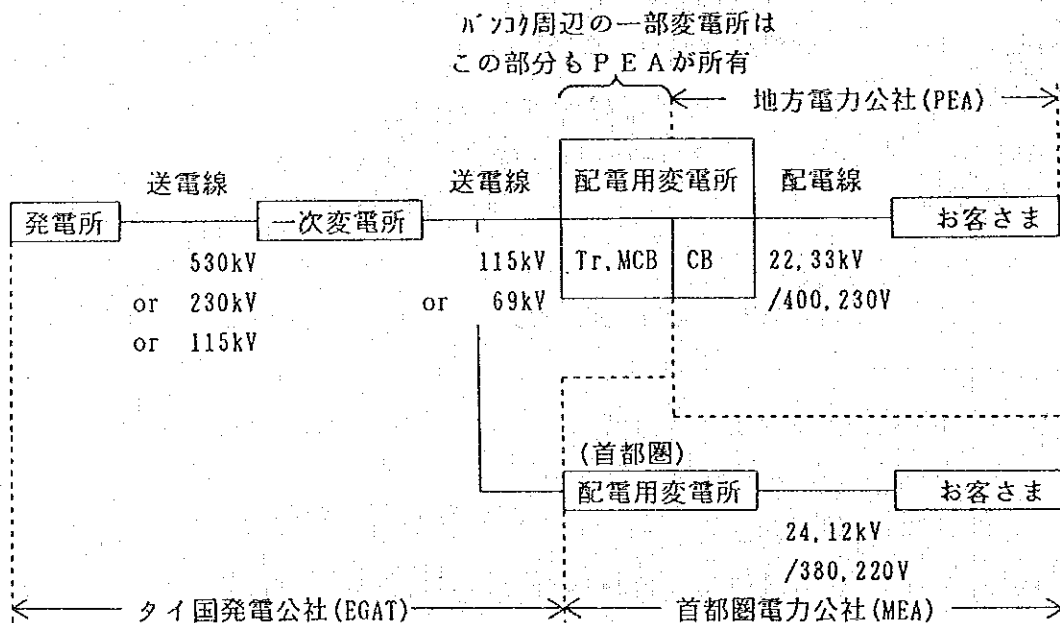 バンコク周辺の一部変電所は
この部分もPEAが所有
地方電力公社(PEA)
送電線
送電線
配電用変電所
配電線
発電所
一次変電所
お客さま
530kV
or 230kV
or 115kV
115kV
or 69kV
Tr,MCB
CB
22,33kV
/400,230V
(首都圏)
配電用変電所
お客さま
24,12kV
/380,220V
タイ国発電公社(EGAT)
首都圏電力公社(MEA)